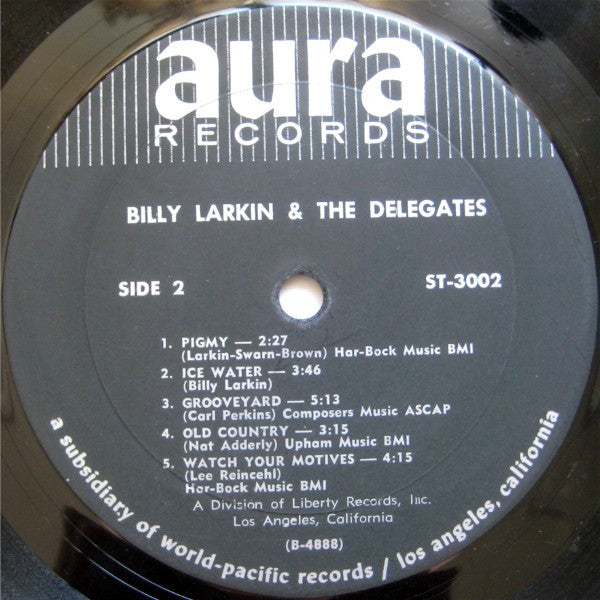 aura
RECORDS
BILLY LARKIN & THE DELEGATES
SIDE 2
ST-3002
1. PIGMY — 2:27
(Larkin-Swarn-Brown) Har-Bock Music BMI
2. ICE WATER — 3:46
(Billy Larkin)
3. GROOVEYARD — 5:13
(Carl Perkins) Composers Music ASCAP
4. OLD COUNTRY — 3:15
(Nat Adderly) Upham Music BMI
5. WATCH YOUR MOTIVES — 4:15
(Lee Reincehl)
Har-Bock Music BMI
A Division of Liberty Records, Inc.
Los Angeles, California
(B-4888)
a subsidiary of world-pacific records / los angeles, california